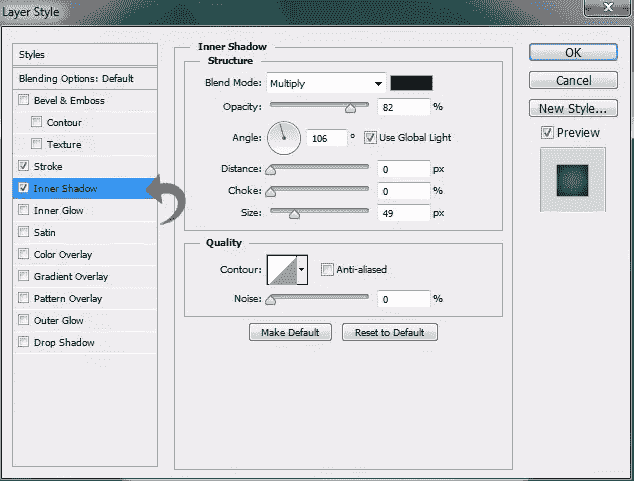 Layer Style
X
Styles
Blending Options: Default
Bevel & Emboss
Contour
Texture
Stroke
Inner Shadow
Inner Glow
Satin
Color Overlay
Gradient Overlay
Pattern Overlay
Outer Glow
Drop Shadow
Inner Shadow
Structure
Blend Mode: Multiply
Opacity: 82 %
Angle: 106 ° Use Global Light
Distance: 0 px
Choke: 0 %
Size: 49 px
Quality
Contour: Anti-aliased
Noise: 0 %
Make Default Reset to Default
OK
Cancel
New Style...
Preview